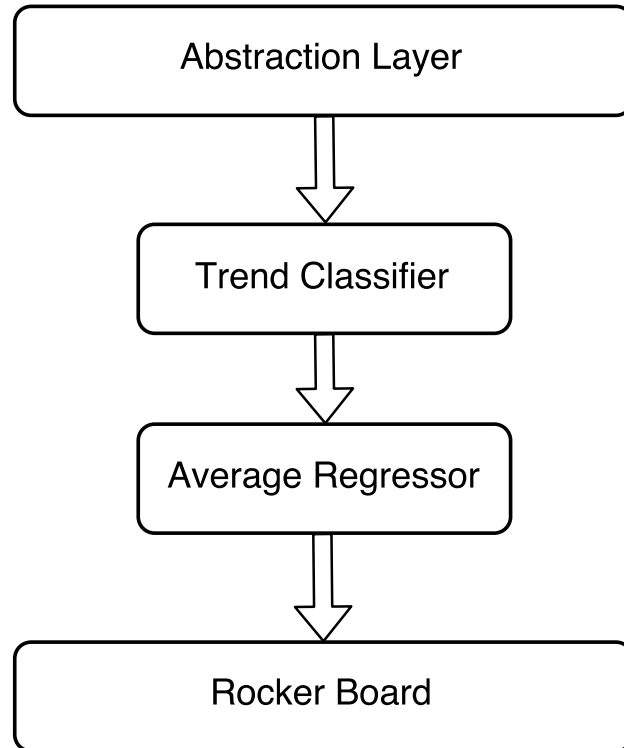 Abstraction Layer
Trend Classifier
Average Regressor
Rocker Board